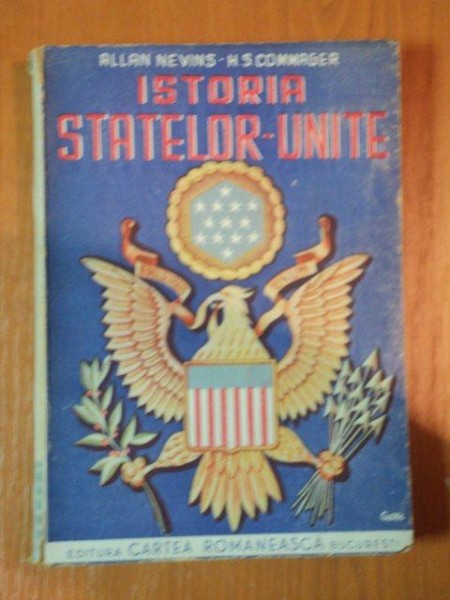 ALLAN NEVINS - H.S COMMAGER
ISTORIA
STATELOR-UNITE
EDITURA CARTEA ROMANEASCA BUCUREȘTI